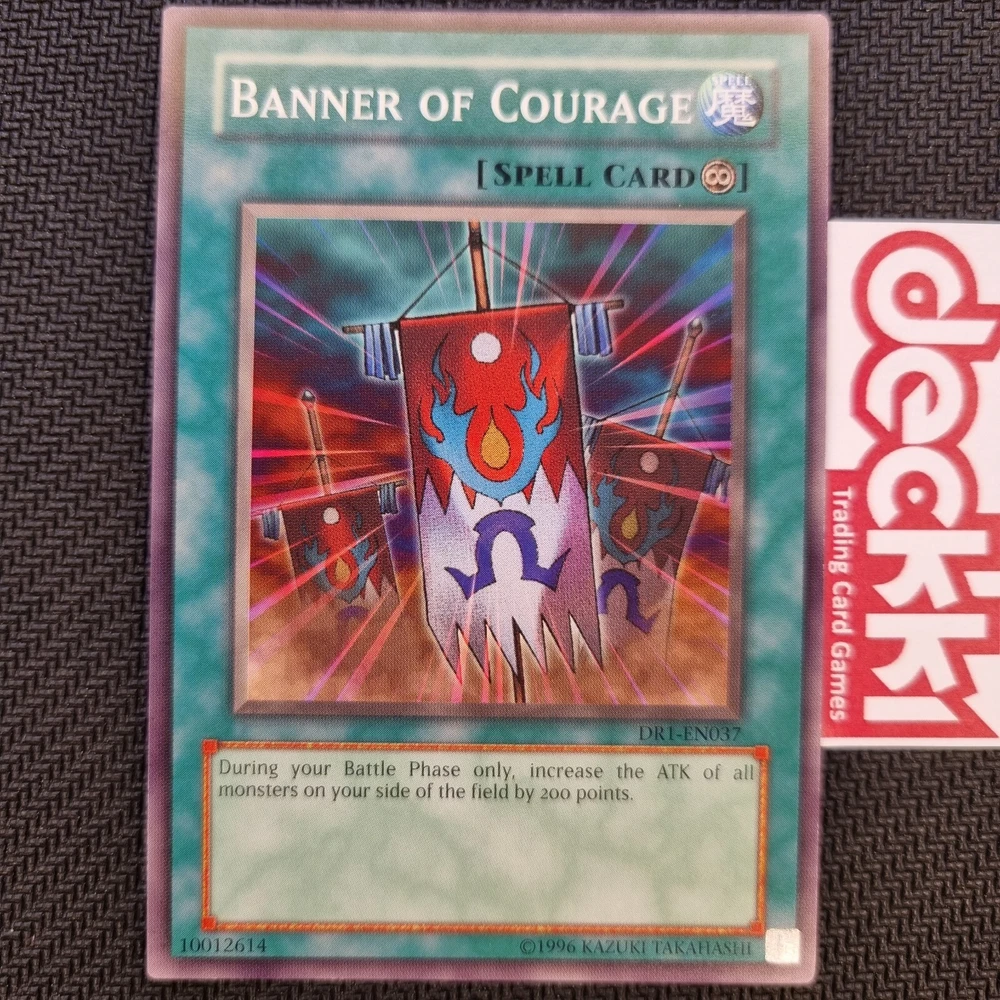 BANNER OF COURAGE
SPELL
魔
[SPELL CARD]
DR1-EN037
During your Battle Phase only, increase the ATK of all
monsters on your side of the field by 200 points.
10012614
©1996 KAZUKI TAKAHASHI
deckki
Trading Card Games